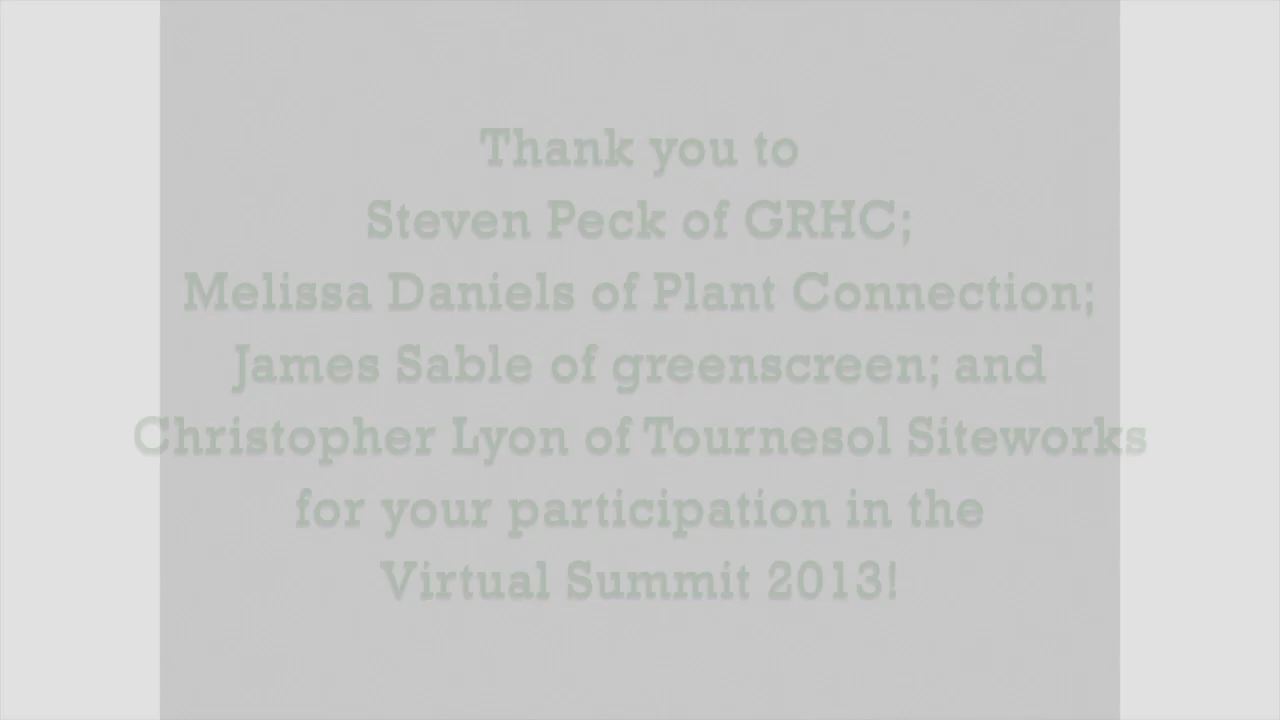 Thank you to
Steven Peck of GRHC;
Melissa Daniels of Plant Connection;
James Sable of greenscreen; and
Christopher Lyon of Tournesol Siteworks
for your participation in the
Virtual Summit 2013!